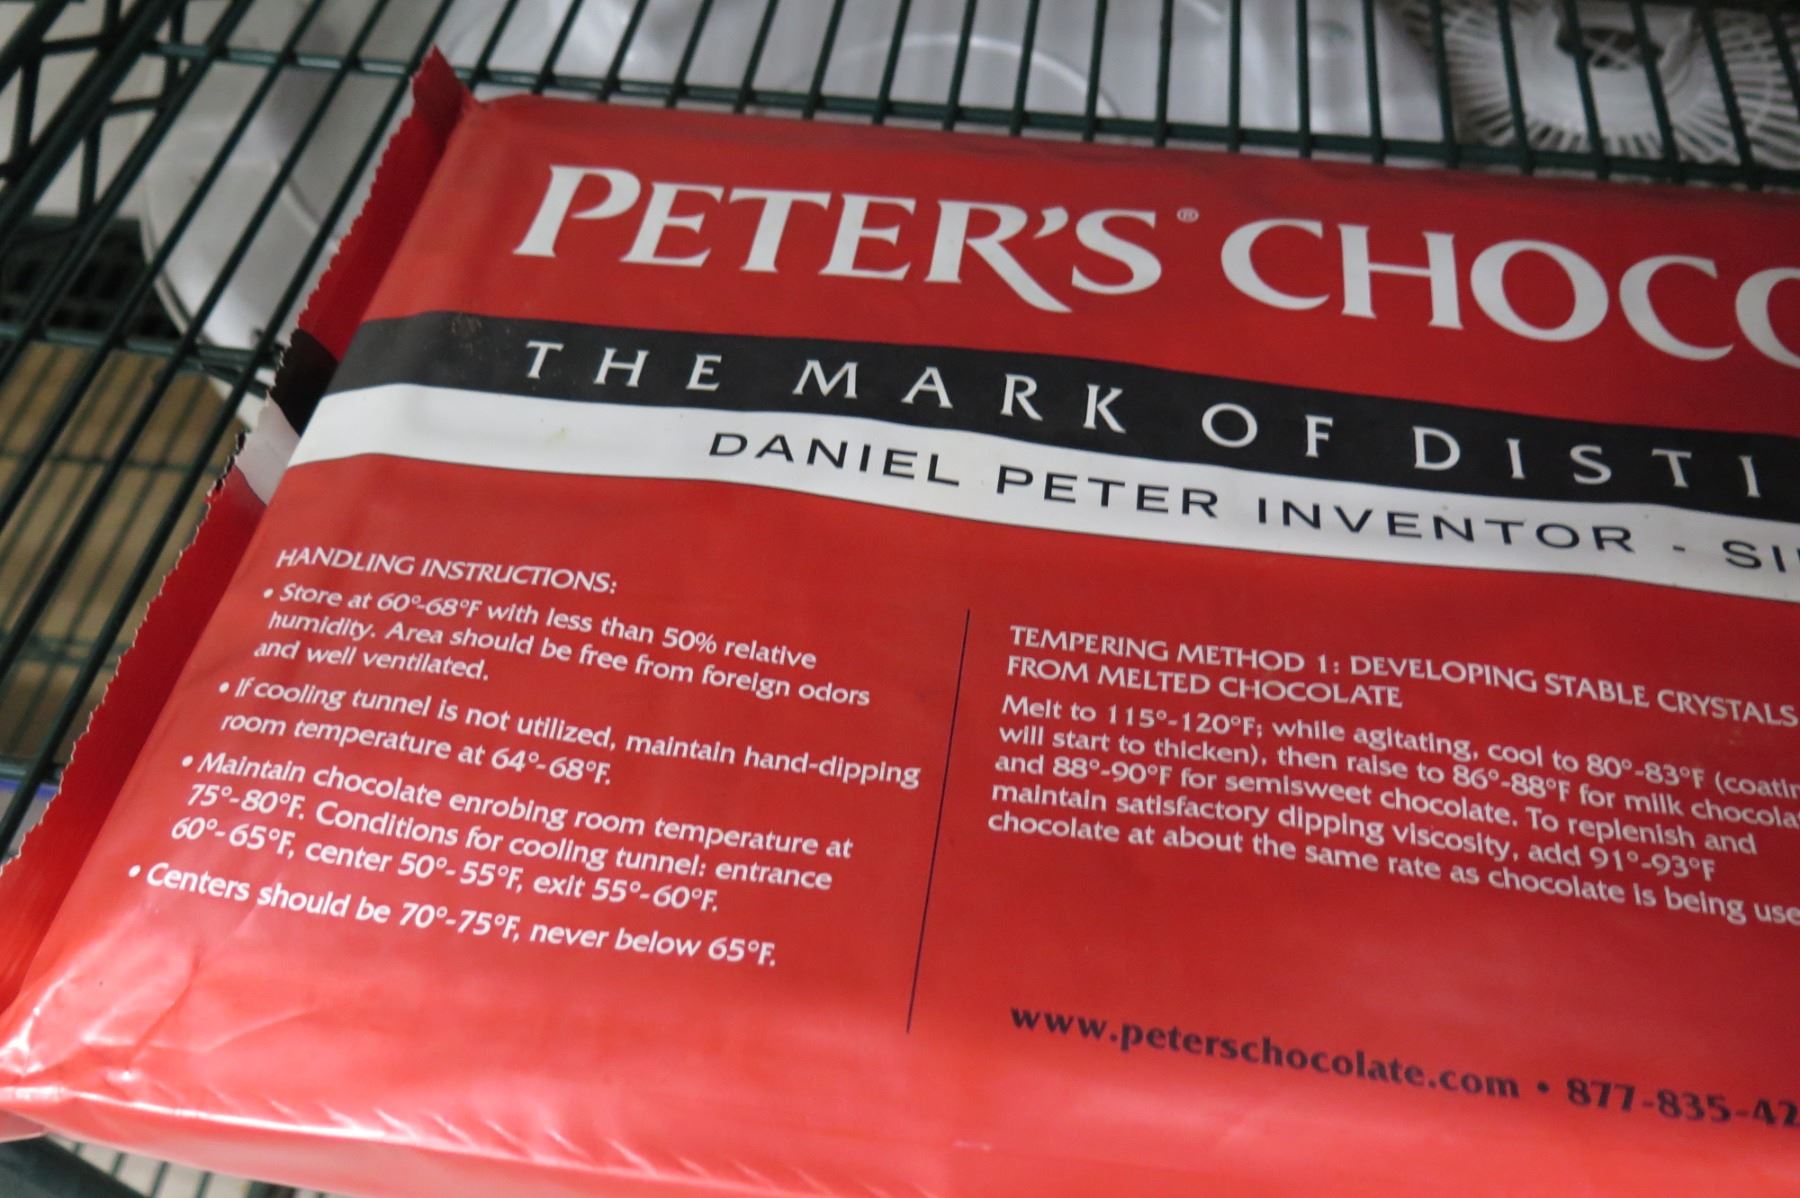 PETER'S® CHOCO
THE MARK OF DISTI
DANIEL PETER INVENTOR - SI
HANDLING INSTRUCTIONS:
• Store at 60°-68°F with less than 50% relative
humidity. Area should be free from foreign odors
and well ventilated.
• If cooling tunnel is not utilized, maintain hand-dipping
room temperature at 64°-68°F.
• Maintain chocolate enrobing room temperature at
75°-80°F. Conditions for cooling tunnel: entrance
60°-65°F, center 50°-55°F, exit 55°-60°F.
• Centers should be 70°-75°F, never below 65°F.
TEMPERING METHOD 1: DEVELOPING STABLE CRYSTALS
FROM MELTED CHOCOLATE
Melt to 115°-120°F; while agitating, cool to 80°-83°F (coatin
will start to thicken), then raise to 86°-88°F for milk chocola
and 88°-90°F for semisweet chocolate. To replenish and
maintain satisfactory dipping viscosity, add 91°-93°F
chocolate at about the same rate as chocolate is being use
www.peterschocolate.com • 877-835-42